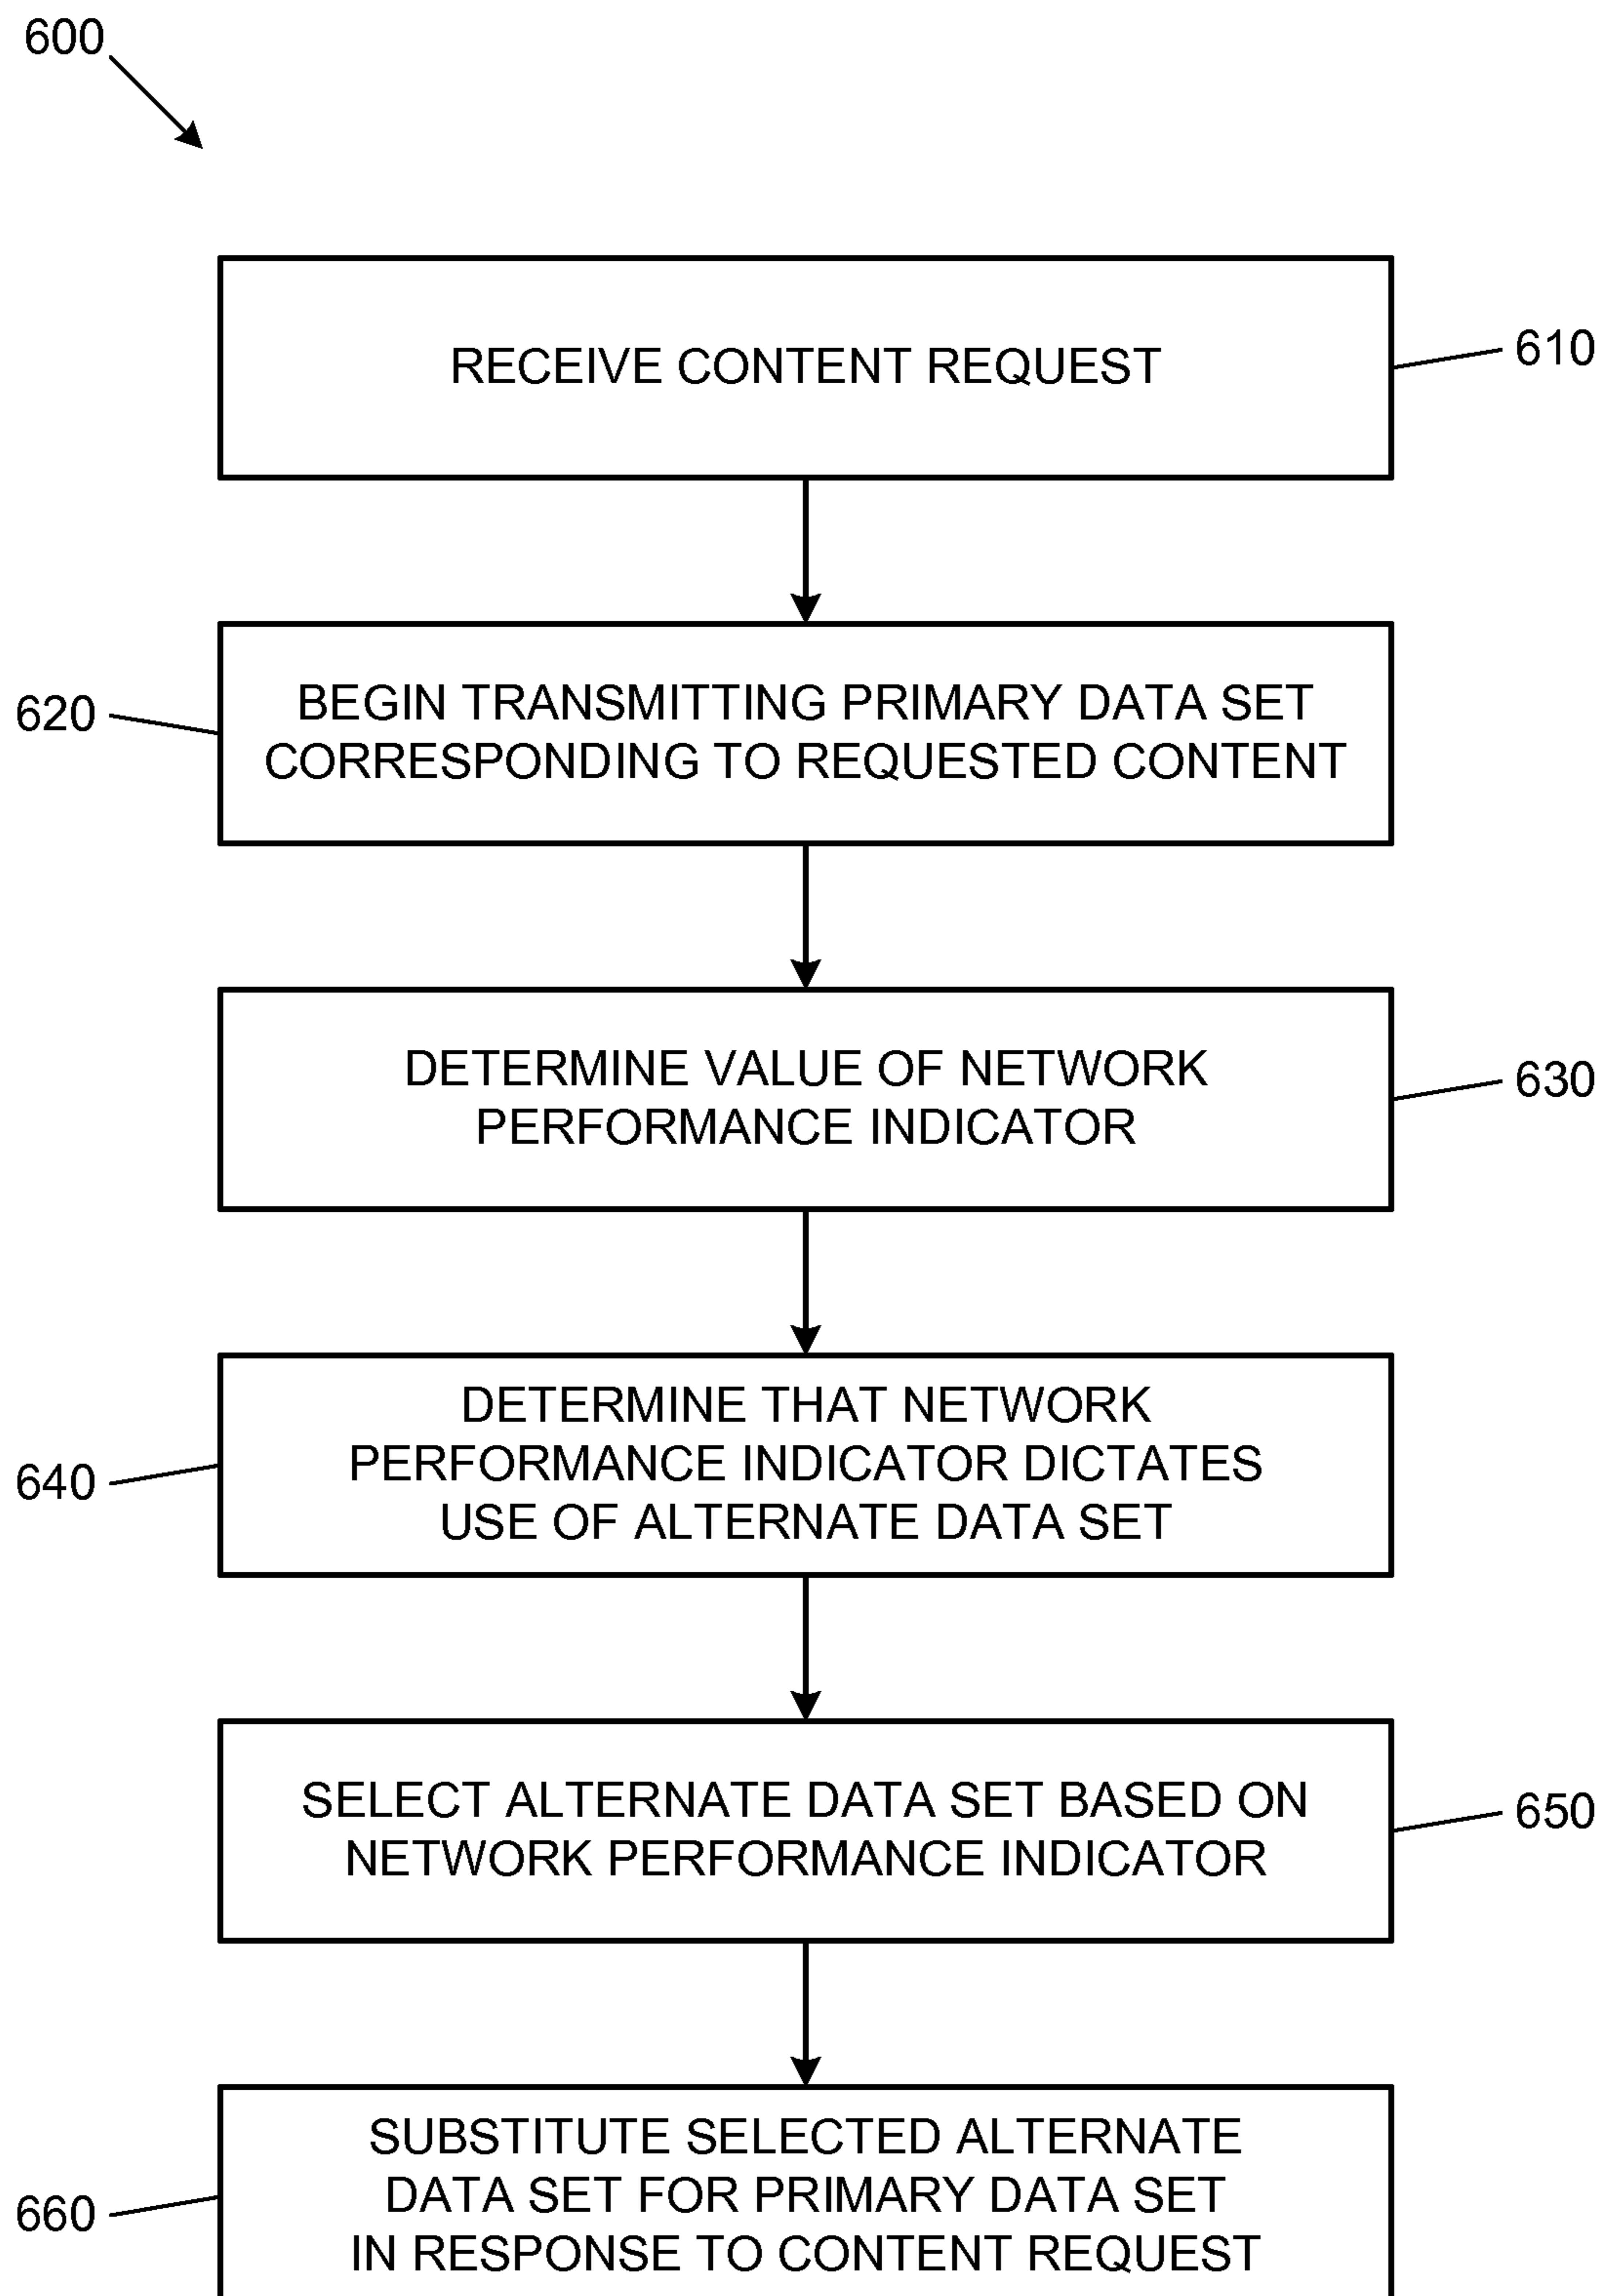 600
RECEIVE CONTENT REQUEST
610
BEGIN TRANSMITTING PRIMARY DATA SET
CORRESPONDING TO REQUESTED CONTENT
620
DETERMINE VALUE OF NETWORK
PERFORMANCE INDICATOR
630
DETERMINE THAT NETWORK
PERFORMANCE INDICATOR DICTATES
USE OF ALTERNATE DATA SET
640
SELECT ALTERNATE DATA SET BASED ON
NETWORK PERFORMANCE INDICATOR
650
SUBSTITUTE SELECTED ALTERNATE
DATA SET FOR PRIMARY DATA SET
IN RESPONSE TO CONTENT REQUEST
660